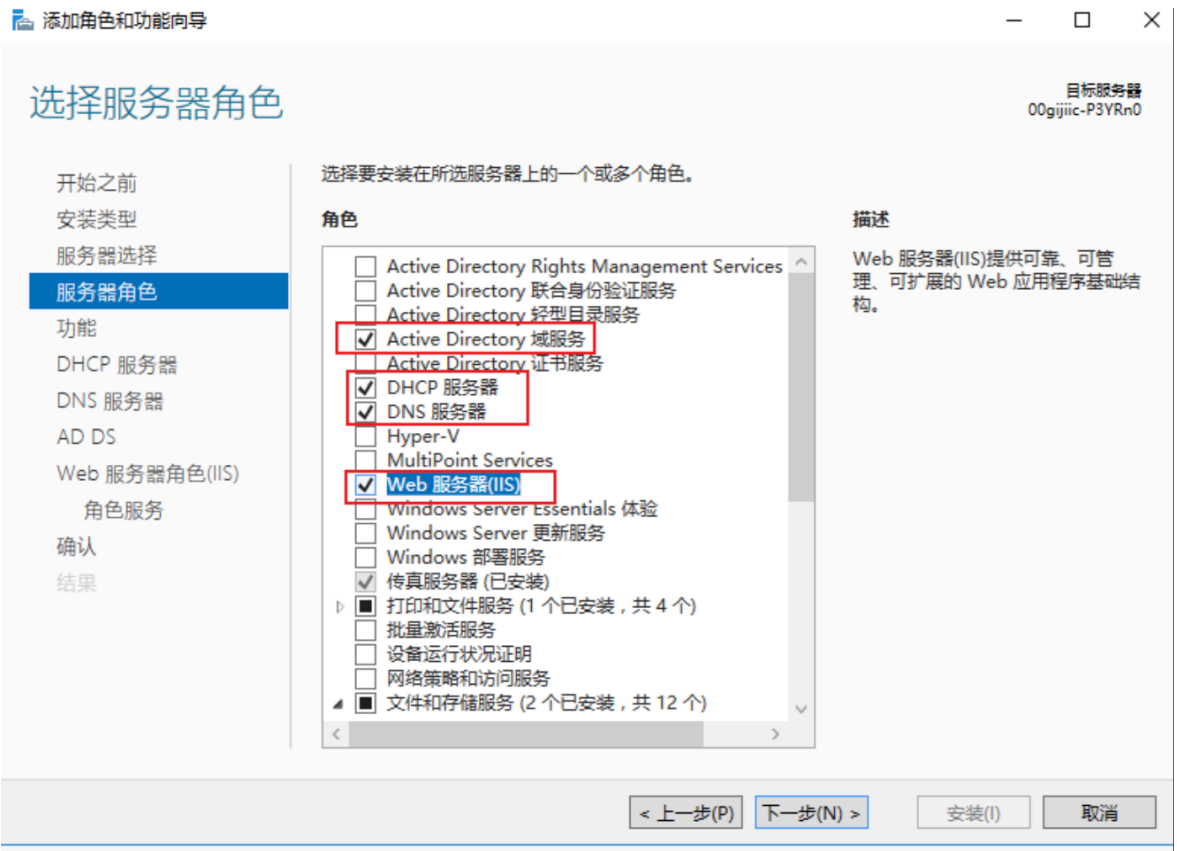 添加角色和功能向导
选择服务器角色
目标服务器
00gijiic-P3YRn0
开始之前
安装类型
服务器选择
服务器角色
功能
DHCP 服务器
DNS 服务器
AD DS
Web 服务器角色(IIS)
角色服务
确认
结果
选择要安装在所选服务器上的一个或多个角色。
角色
Active Directory Rights Management Services
Active Directory 联合身份验证服务
Active Directory 轻型目录服务
Active Directory 域服务
Active Directory 证书服务
DHCP 服务器
DNS 服务器
Hyper-V
MultiPoint Services
Web 服务器(IIS)
Windows Server Essentials 体验
Windows Server 更新服务
Windows 部署服务
传真服务器 (已安装)
打印和文件服务 (1 个已安装，共 4 个)
批量激活服务
设备运行状况证明
网络策略和访问服务
文件和存储服务 (2 个已安装，共 12 个)
描述
Web 服务器(IIS)提供可靠、可管
理、可扩展的 Web 应用程序基础结
构。
< 上一步(P)
下一步(N) >
安装(I)
取消